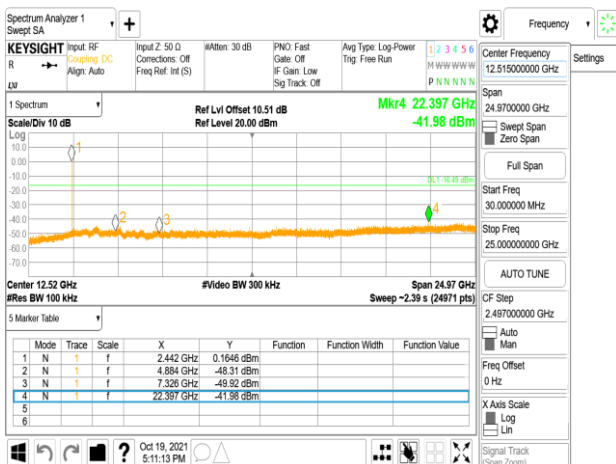 Spectrum Analyzer 1
Swept SA
+
Frequency
KEYSIGHT
R
LXI
Input: RF
Coupling: DC
Align: Auto
Input Z: 50 Ω
Corrections: Off
Freq Ref: Int (S)
#Atten: 30 dB
PNO: Fast
Gate: Off
IF Gain: Low
Sig Track: Off
Avg Type: Log-Power
Trig: Free Run
1 2 3 4 5 6
M W W W W W
P N N N N N
1 Spectrum
Scale/Div 10 dB
Ref Lvl Offset 10.51 dB
Ref Level 20.00 dBm
Mkr4 22.397 GHz
-41.98 dBm
Log
10.0
0.00
-10.0
-20.0
-30.0
-40.0
-50.0
-60.0
-70.0
1
2
3
4
Center 12.52 GHz
#Res BW 100 kHz
#Video BW 300 kHz
Span 24.97 GHz
Sweep ~2.39 s (24971 pts)
5 Marker Table
Mode Trace Scale X Y Function Function Width Function Value
1 N 1 f 2.442 GHz 0.1646 dBm
2 N 1 f 4.884 GHz -48.31 dBm
3 N 1 f 7.326 GHz -49.92 dBm
4 N 1 f 22.397 GHz -41.98 dBm
5
6
?
Oct 19, 2021
5:11:13 PM
Center Frequency
12.515000000 GHz
Settings
Span
24.9700000 GHz
Swept Span
Zero Span
Full Span
Start Freq
30.000000 MHz
Stop Freq
25.000000000 GHz
AUTO TUNE
CF Step
2.497000000 GHz
Auto
Man
Freq Offset
0 Hz
X Axis Scale
Log
Lin
Signal Track
(Span Zoom)